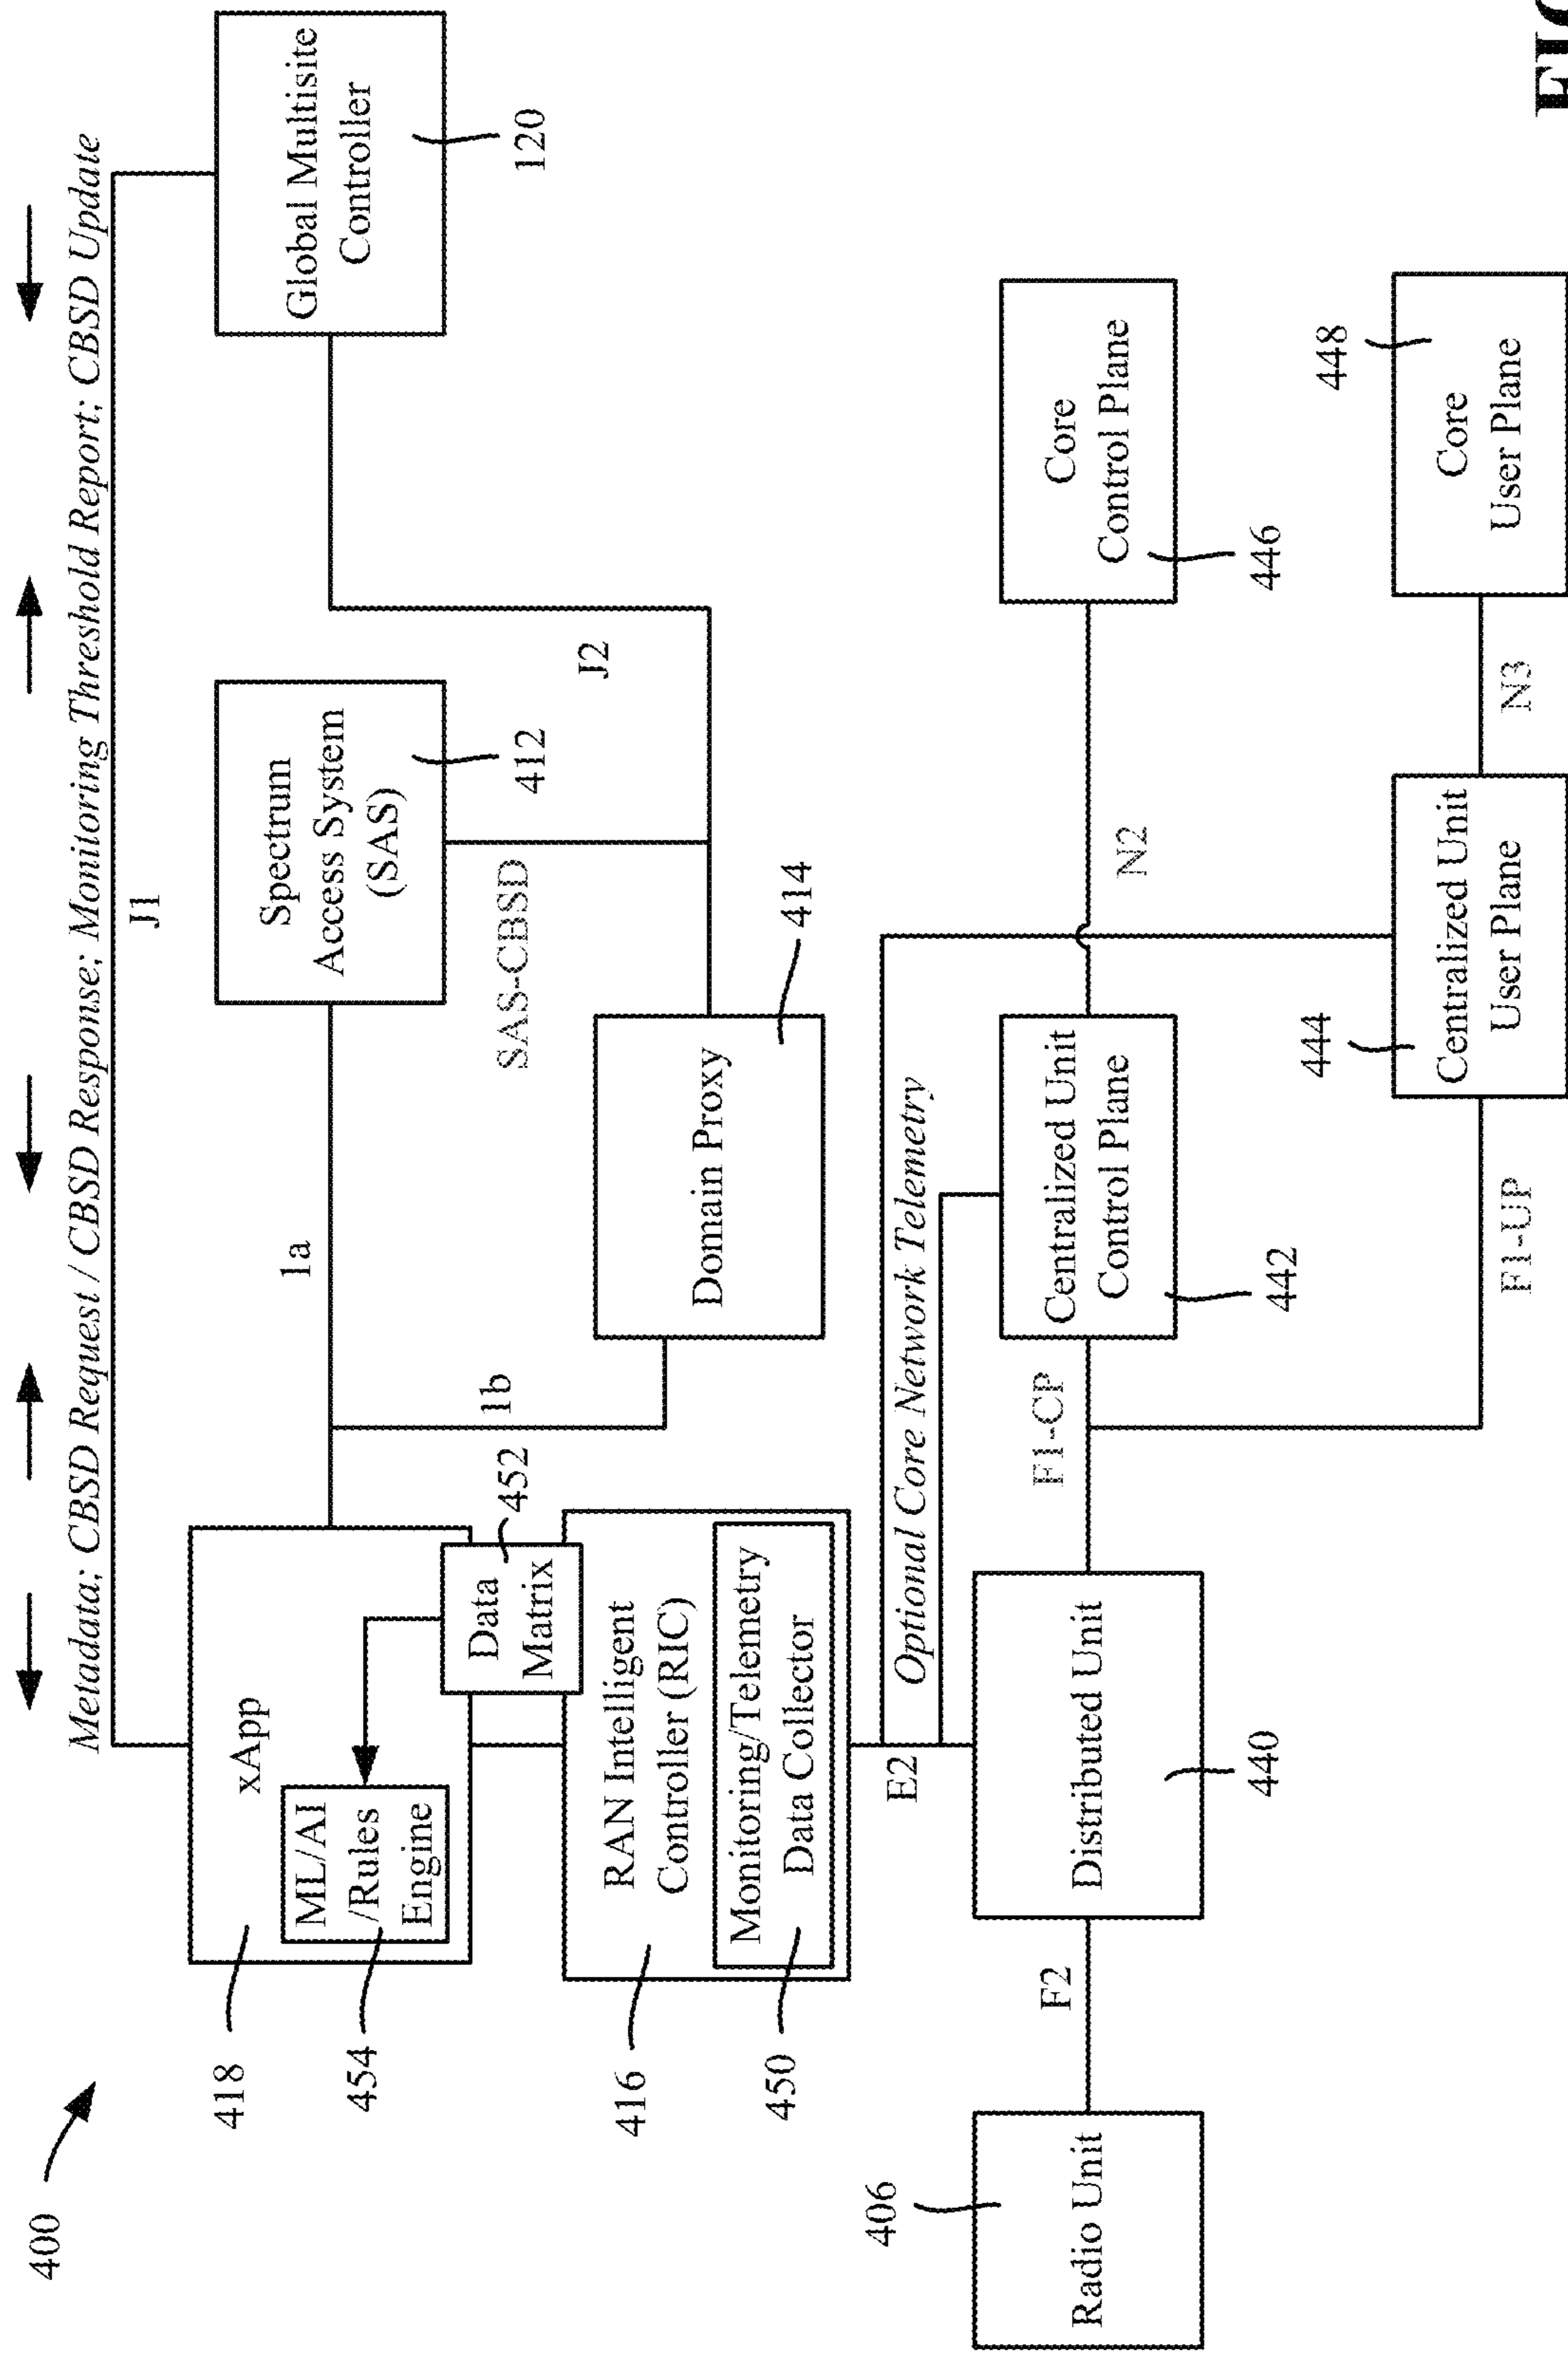 400
Metadata; CBSD Request / CBSD Response; Monitoring Threshold Report; CBSD Update
J1
418
xApp
454
ML/AI
/Rules
Engine
Data
Matrix
452
1a
1b
Spectrum
Access System
(SAS)
412
SAS-CBSD
Global Multisite
Controller
120
J2
416
RAN Intelligent
Controller (RIC)
450
Monitoring/Telemetry
Data Collector
Domain Proxy
414
E2
Optional Core Network Telemetry
406
Radio Unit
F2
Distributed Unit
440
F1-CP
Centralized Unit
Control Plane
442
N2
Core
Control Plane
446
F1-UP
444
Centralized Unit
User Plane
N3
448
Core
User Plane